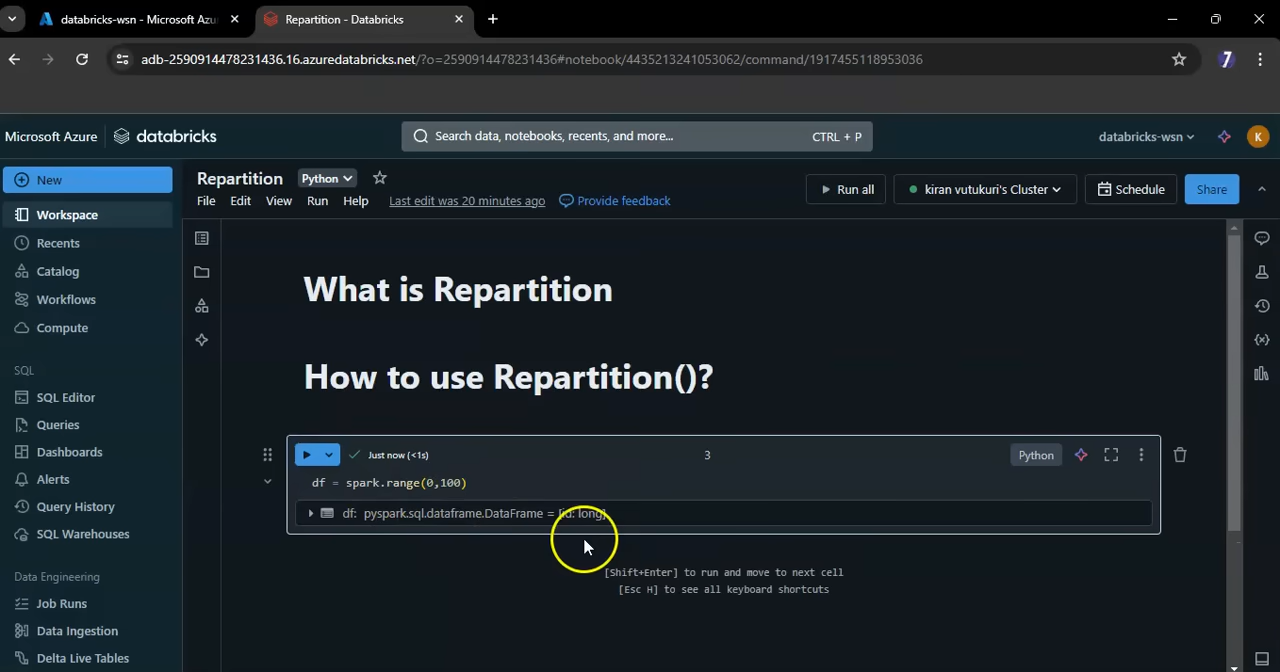 databricks-wsn - Microsoft Azu
Repartition - Databricks
adb-2590914478231436.16.azuredatabricks.net/?o=2590914478231436#notebook/4435213241053062/command/1917455118953036
7
Microsoft Azure
databricks
Search data, notebooks, recents, and more...
CTRL + P
databricks-wsn
K
New
Workspace
Recents
Catalog
Workflows
Compute
SQL
SQL Editor
Queries
Dashboards
Alerts
Query History
SQL Warehouses
Data Engineering
Job Runs
Data Ingestion
Delta Live Tables
Repartition
Python
File Edit View Run Help Last edit was 20 minutes ago Provide feedback
Run all
kiran vutukuri's Cluster
Schedule
Share
What is Repartition
How to use Repartition()?
Just now (<1s)
3
Python
df = spark.range(0,100)
df: pyspark.sql.dataframe.DataFrame = [id: long]
[Shift+Enter] to run and move to next cell
[Esc H] to see all keyboard shortcuts